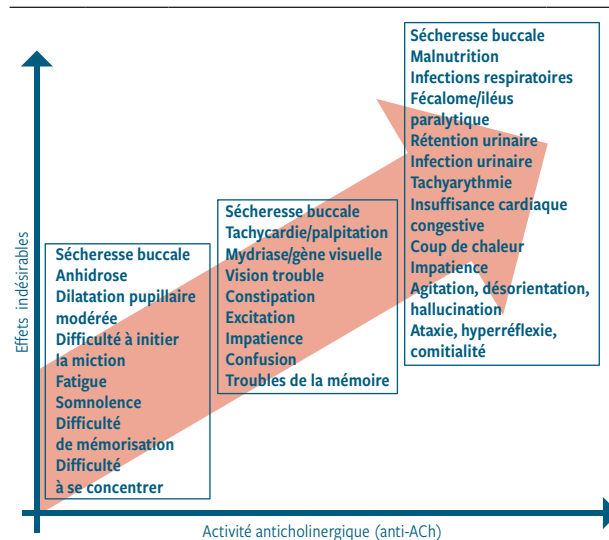 Effets indésirables
Sécheresse buccale
Anhidrose
Dilatation pupillaire
modérée
Difficulté à initier
la miction
Fatigue
Somnolence
Difficulté
de mémorisation
Difficulté
à se concentrer
Sécheresse buccale
Tachycardie/palpitation
Mydriase/gène visuelle
Vision trouble
Constipation
Excitation
Impatience
Confusion
Troubles de la mémoire
Sécheresse buccale
Malnutrition
Infections respiratoires
Fécalome/iléus
paralytique
Rétention urinaire
Infection urinaire
Tachyarythmie
Insuffisance cardiaque
congestive
Coup de chaleur
Impatience
Agitation, désorientation,
hallucination
Ataxie, hyperréflexie,
comitialité
Activité anticholinergique (anti-ACh)